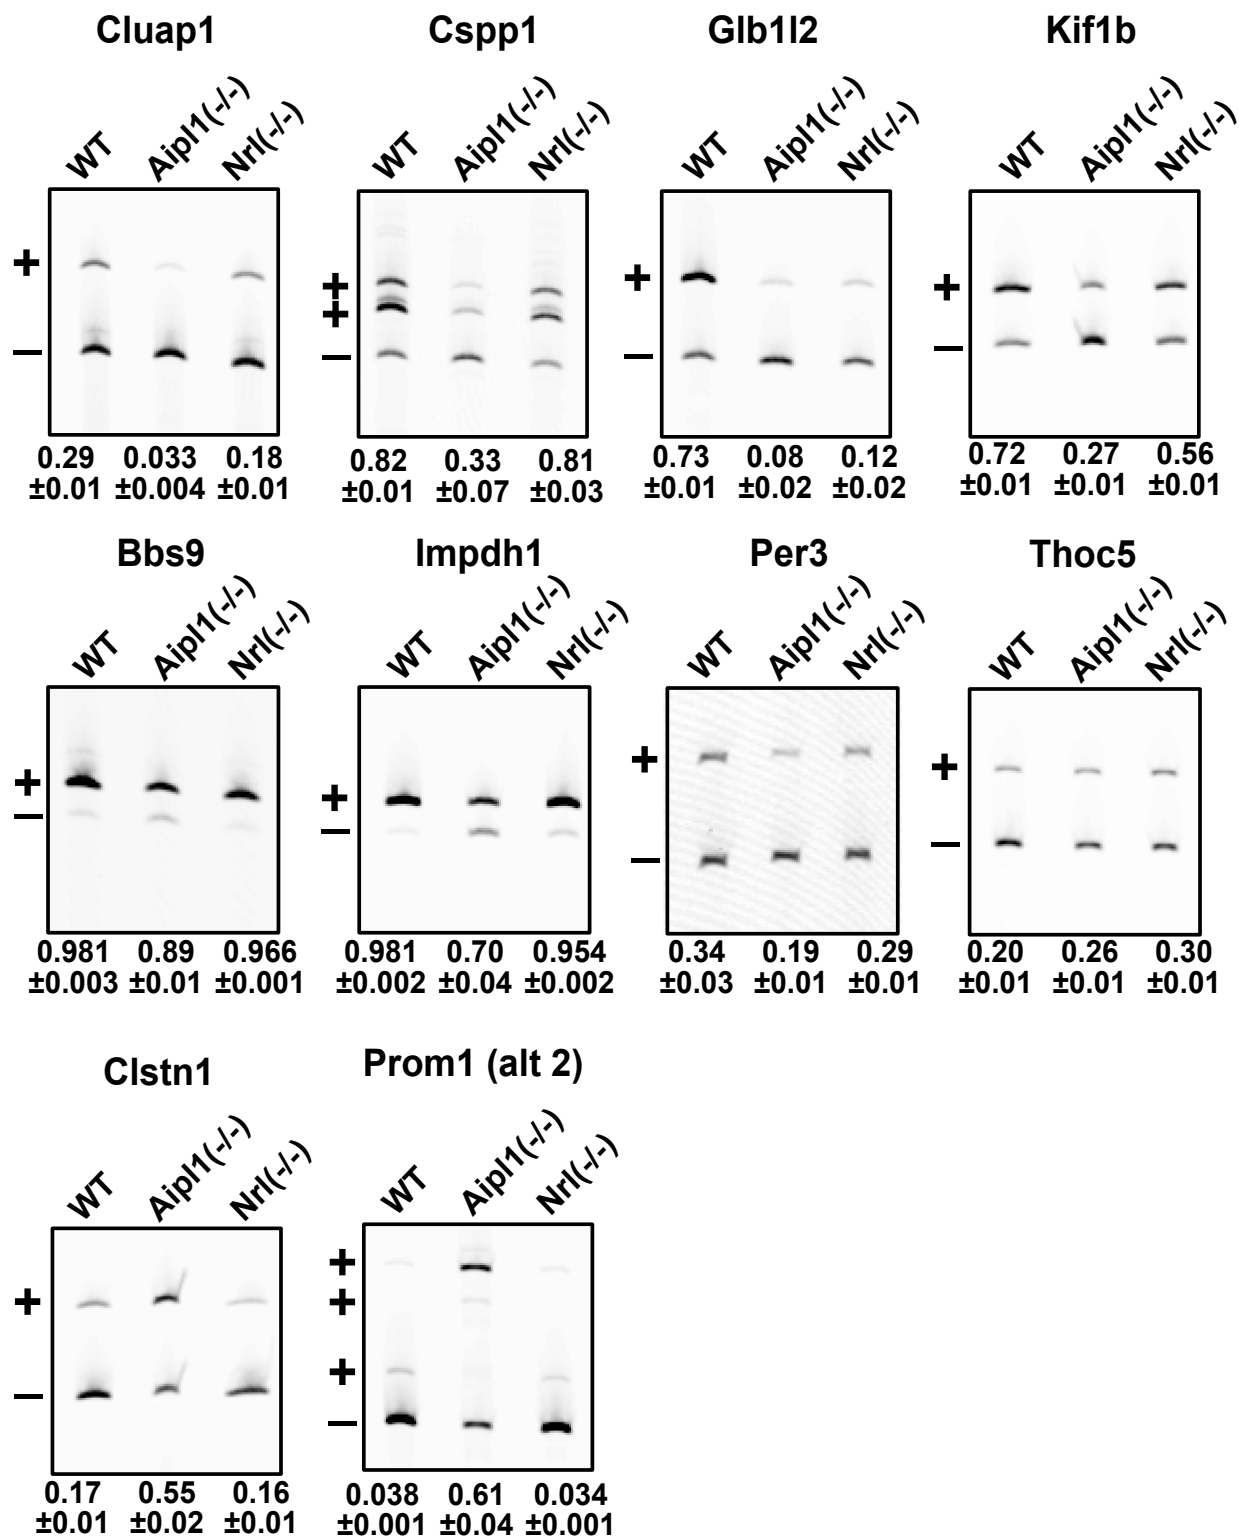 Cluap1 Cspp1 Glb1l2 Kif1b
WT Aipl1(-/-) Nrl(-/-) WT Aipl1(-/-) Nrl(-/-) WT Aipl1(-/-) Nrl(-/-) WT Aipl1(-/-) Nrl(-/-)
+ + + +
+
− − − −
0.29 0.033 0.18 0.82 0.33 0.81 0.73 0.08 0.12 0.72 0.27 0.56
±0.01 ±0.004 ±0.01 ±0.01 ±0.07 ±0.03 ±0.01 ±0.02 ±0.02 ±0.01 ±0.01 ±0.01
Bbs9 Impdh1 Per3 Thoc5
WT Aipl1(-/-) Nrl(-/-) WT Aipl1(-/-) Nrl(-/-) WT Aipl1(-/-) Nrl(-/-) WT Aipl1(-/-) Nrl(-/-)
+ + + +
− − − −
0.981 0.89 0.966 0.981 0.70 0.954 0.34 0.19 0.29 0.20 0.26 0.30
±0.003 ±0.01 ±0.001 ±0.002 ±0.04 ±0.002 ±0.03 ±0.01 ±0.01 ±0.01 ±0.01 ±0.01
Clstn1 Prom1 (alt 2)
WT Aipl1(-/-) Nrl(-/-) WT Aipl1(-/-) Nrl(-/-)
+ +
+
+
− −
0.17 0.55 0.16 0.038 0.61 0.034
±0.01 ±0.02 ±0.01 ±0.001 ±0.04 ±0.001